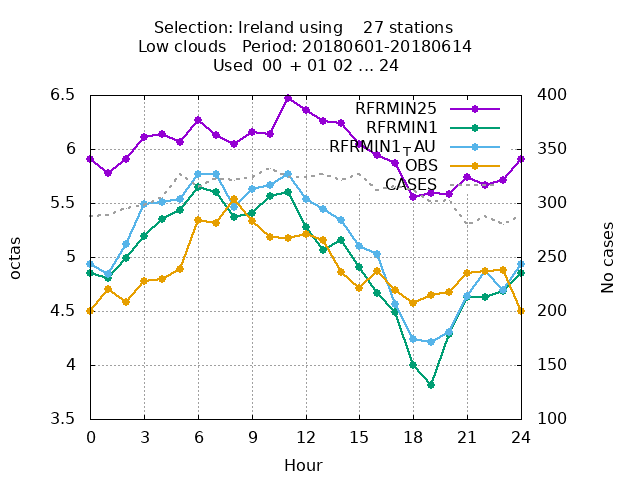 Selection: Ireland using 27 stations
Low clouds Period: 20180601-20180614
Used 00 + 01 02 ... 24
6.5
6
5.5
5
4.5
4
3.5
400
350
300
250
200
150
100
RFRMIN25
RFRMIN1
RFRMIN1_AU
OBS
CASES
octas
No cases
0 3 6 9 12 15 18 21 24
Hour